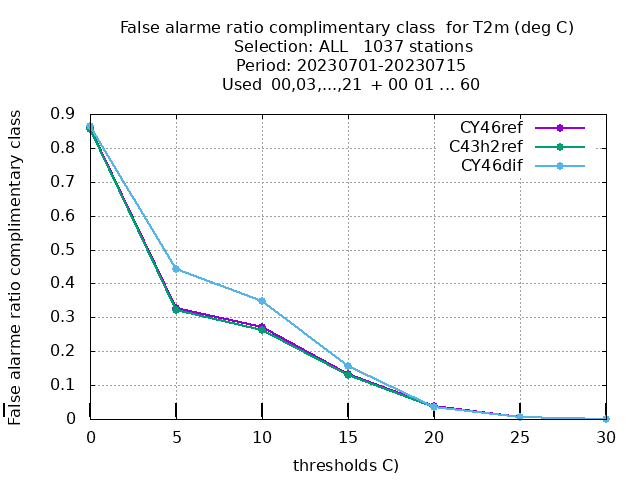 False alarme ratio complimentary class  for T2m (deg C)
Selection: ALL   1037 stations
Period: 20230701-20230715
Used  00,03,...,21  + 00 01 ... 60
False alarme ratio complimentary class
CY46ref
C43h2ref
CY46dif
0.9
0.8
0.7
0.6
0.5
0.4
0.3
0.2
0.1
0
0 5 10 15 20 25 30
thresholds C)